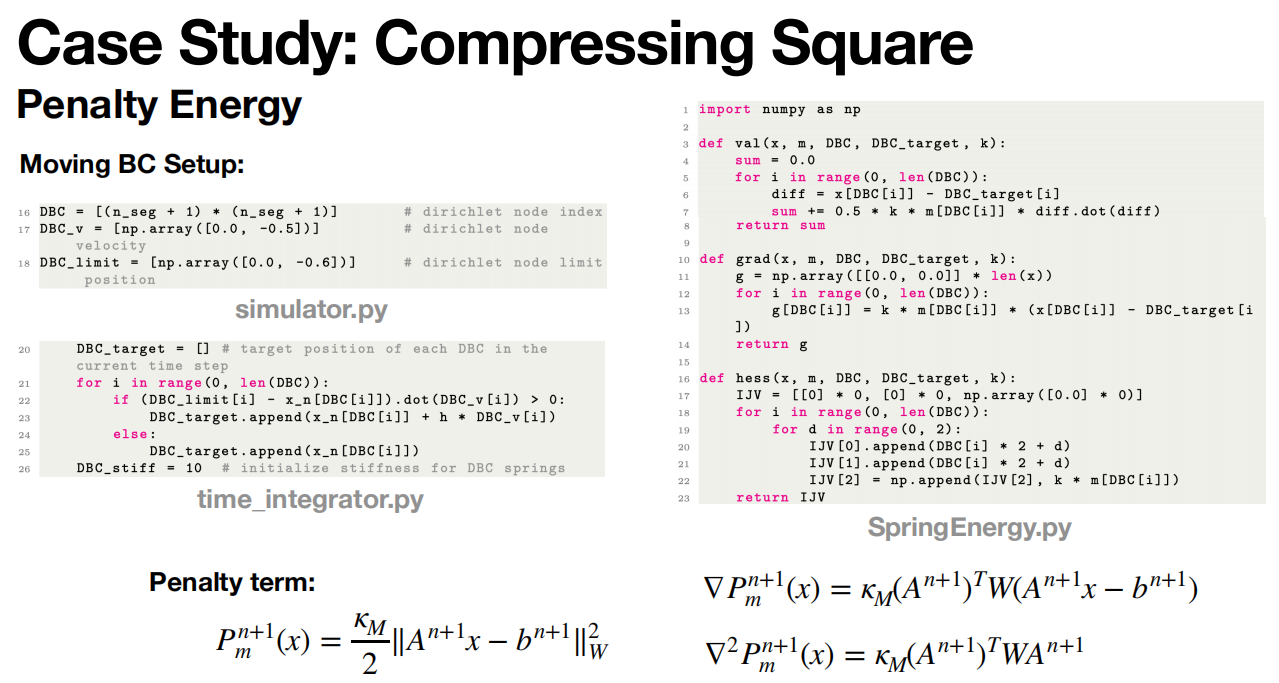 Case Study: Compressing Square
Penalty Energy
Moving BC Setup:
16 DBC = [(n_seg + 1) * (n_seg + 1)] # dirichlet node index
17 DBC_v = [np.array([0.0, -0.5])] # dirichlet node
velocity
18 DBC_limit = [np.array([0.0, -0.6])] # dirichlet node limit
position
simulator.py
20 DBC_target = [] # target position of each DBC in the
current time step
21 for i in range(0, len(DBC)):
22 if (DBC_limit[i] - x_n[DBC[i]]).dot(DBC_v[i]) > 0:
23 DBC_target.append(x_n[DBC[i]] + h * DBC_v[i])
24 else:
25 DBC_target.append(x_n[DBC[i]])
26 DBC_stiff = 10 # initialize stiffness for DBC springs
time_integrator.py
Penalty term:
P_m^{n+1}(x) = \frac{κ_M}{2} ||A^{n+1}x − b^{n+1}||_W^2
1 import numpy as np
2
3 def val(x, m, DBC, DBC_target, k):
4 sum = 0.0
5 for i in range(0, len(DBC)):
6 diff = x[DBC[i]] - DBC_target[i]
7 sum += 0.5 * k * m[DBC[i]] * diff.dot(diff)
8 return sum
9
10 def grad(x, m, DBC, DBC_target, k):
11 g = np.array([[0.0, 0.0]] * len(x))
12 for i in range(0, len(DBC)):
13 g[DBC[i]] = k * m[DBC[i]] * (x[DBC[i]] - DBC_target[i
])
14 return g
15
16 def hess(x, m, DBC, DBC_target, k):
17 IJV = [[0] * 0, [0] * 0, np.array([0.0] * 0)]
18 for i in range(0, len(DBC)):
19 for d in range(0, 2):
20 IJV[0].append(DBC[i] * 2 + d)
21 IJV[1].append(DBC[i] * 2 + d)
22 IJV[2] = np.append(IJV[2], k * m[DBC[i]])
23 return IJV
SpringEnergy.py
∇P_m^{n+1}(x) = κ_M(A^{n+1})^T W(A^{n+1}x − b^{n+1})
∇^2 P_m^{n+1}(x) = κ_M(A^{n+1})^T WA^{n+1}